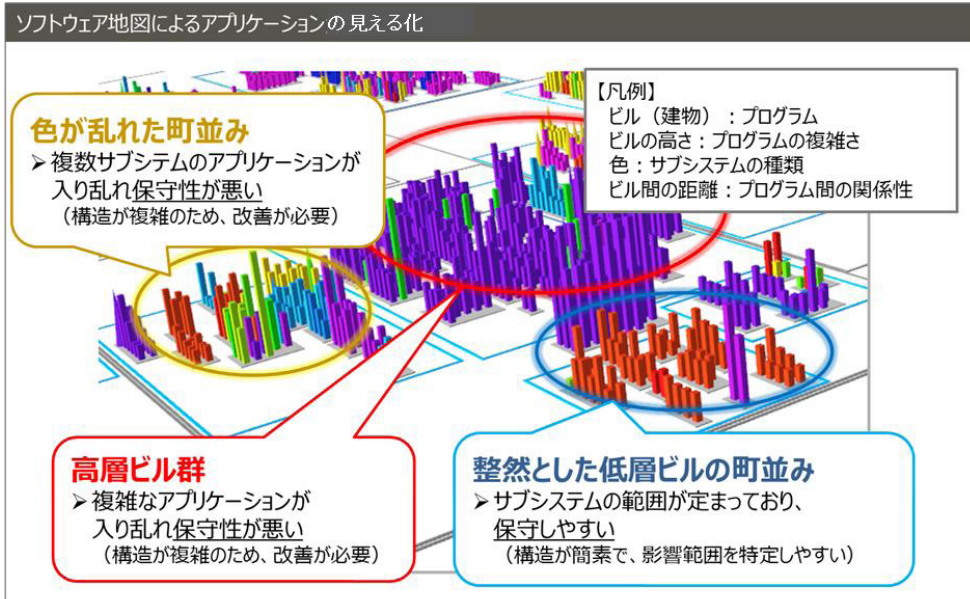 ソフトウェア地図によるアプリケーションの見える化
色が乱れた町並み
➤ 複数サブシステムのアプリケーションが
入り乱れ保守性が悪い
(構造が複雑のため、改善が必要)
【凡例】
ビル(建物):プログラム
ビルの高さ:プログラムの複雑さ
色:サブシステムの種類
ビル間の距離:プログラム間の関係性
高層ビル群
➤ 複雑なアプリケーションが
入り乱れ保守性が悪い
(構造が複雑のため、改善が必要)
整然とした低層ビルの町並み
➤ サブシステムの範囲が定まっており、
保守しやすい
(構造が簡素で、影響範囲を特定しやすい)